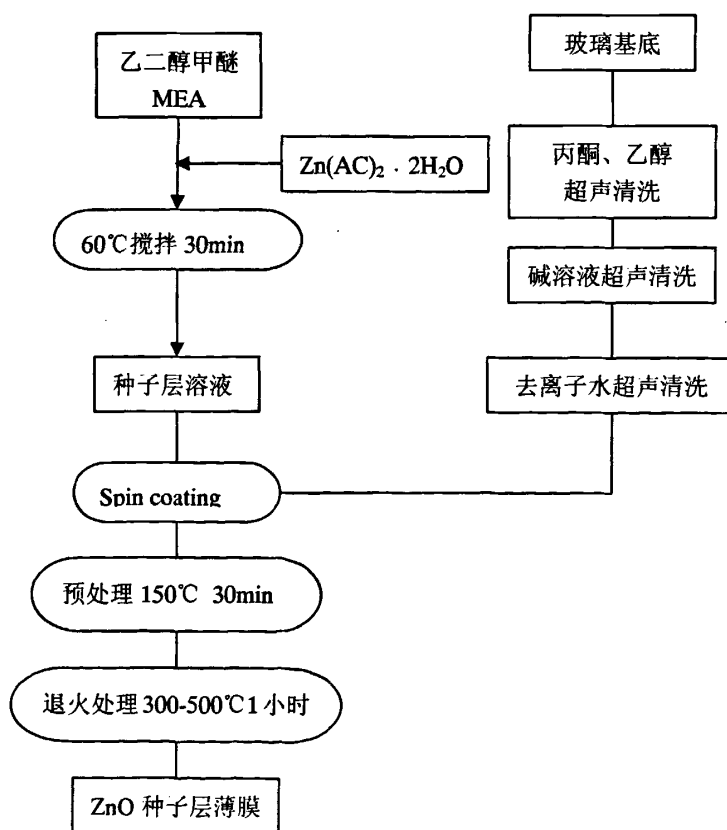 乙二醇甲醚
MEA
Zn(AC)₂ · 2H₂O
60℃搅拌 30min
种子层溶液
玻璃基底
丙酮、乙醇
超声清洗
碱溶液超声清洗
去离子水超声清洗
Spin coating
预处理 150℃ 30min
退火处理 300-500℃1 小时
ZnO 种子层薄膜